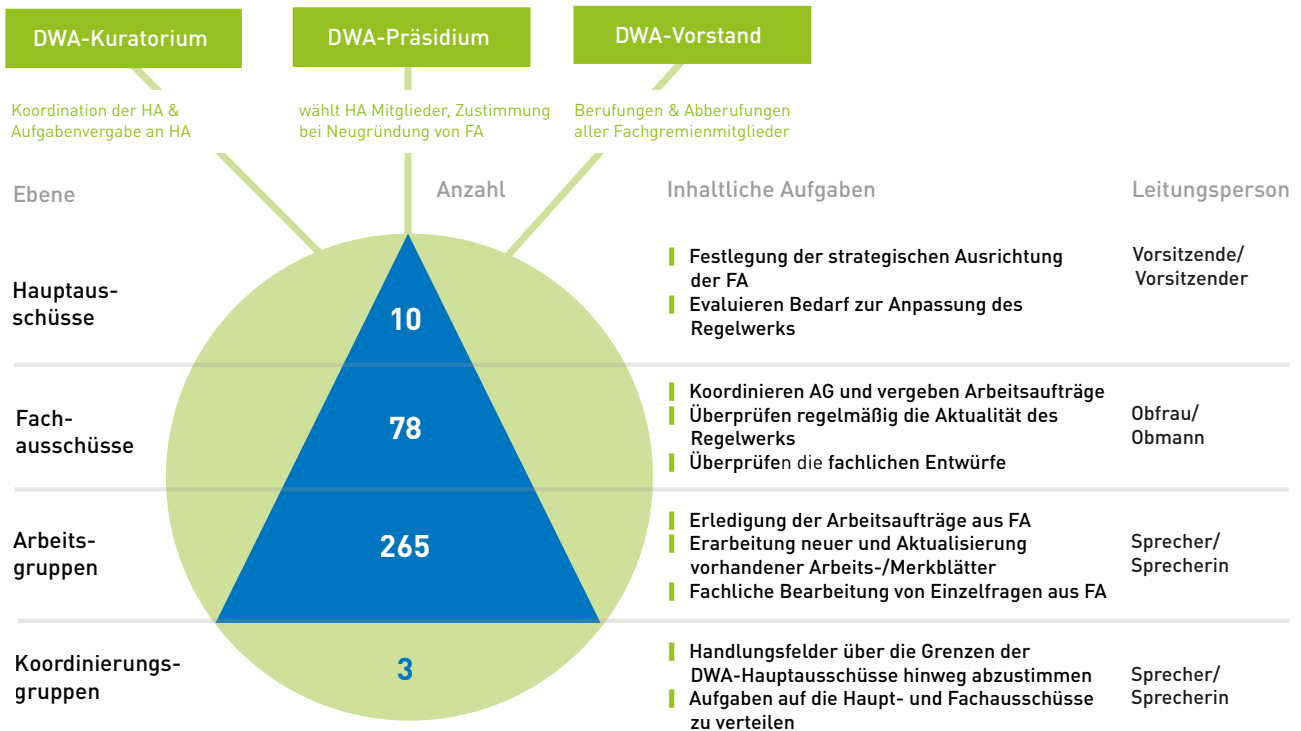 DWA-Kuratorium
DWA-Präsidium
DWA-Vorstand
Koordination der HA &
Aufgabenvergabe an HA
wählt HA Mitglieder, Zustimmung
bei Neugründung von FA
Berufungen & Abberufungen
aller Fachgremienmitglieder
Ebene
Anzahl
Inhaltliche Aufgaben
Leitungsperson
Hauptaus-
schüsse
10
Festlegung der strategischen Ausrichtung
der FA
Evaluieren Bedarf zur Anpassung des
Regelwerks
Vorsitzende/
Vorsitzender
Fach-
ausschüsse
78
Koordinieren AG und vergeben Arbeitsaufträge
Überprüfen regelmäßig die Aktualität des
Regelwerks
Überprüfen die fachlichen Entwürfe
Obfrau/
Obmann
Arbeits-
gruppen
265
Erledigung der Arbeitsaufträge aus FA
Erarbeitung neuer und Aktualisierung
vorhandener Arbeits-/Merkblätter
Fachliche Bearbeitung von Einzelfragen aus FA
Sprecher/
Sprecherin
Koordinierungs-
gruppen
3
Handlungsfelder über die Grenzen der
DWA-Hauptausschüsse hinweg abzustimmen
Aufgaben auf die Haupt- und Fachausschüsse
zu verteilen
Sprecher/
Sprecherin